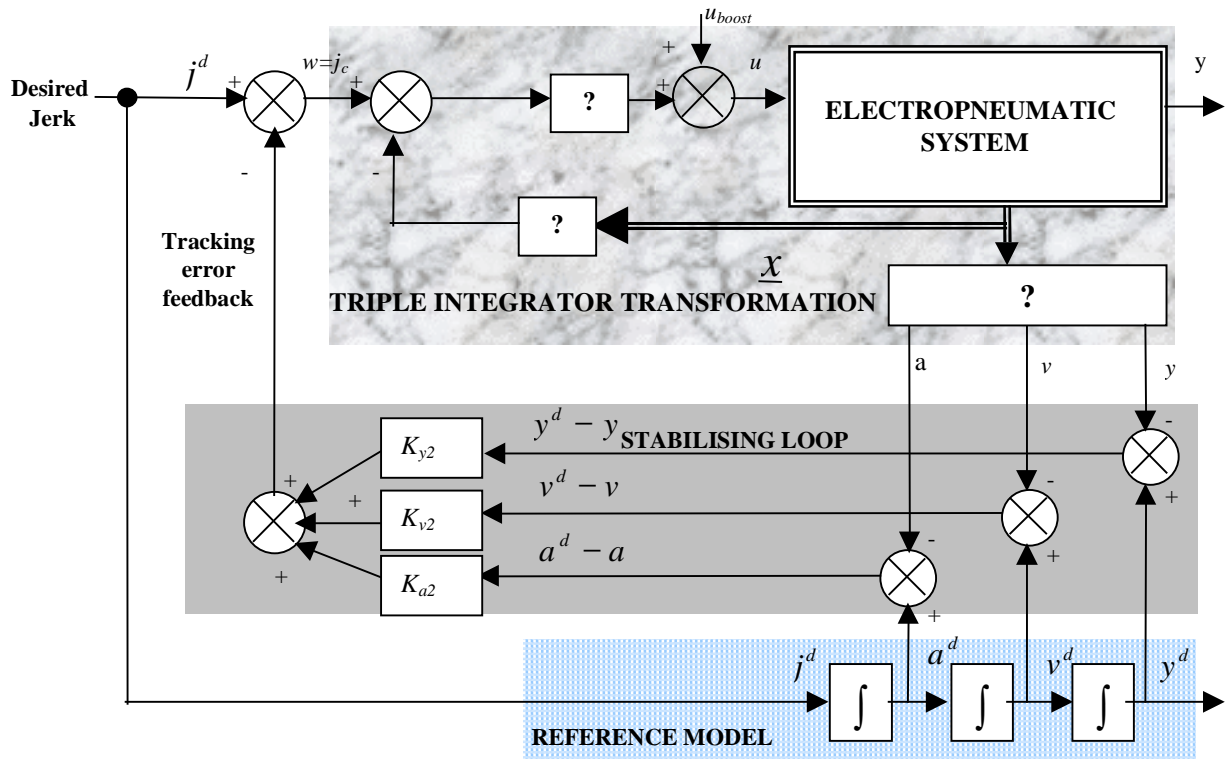 u_boost
+
Desired
Jerk
j^d
+
w=j_c
+
?
+
u
ELECTROPNEUMATIC
SYSTEM
y
-
-
?
Tracking
error
feedback
x
TRIPLE INTEGRATOR TRANSFORMATION
?
a
v
y
y^d − y
STABILISING LOOP
-
K_y2
+
+
v^d − v
-
+
K_v2
a^d − a
-
+
K_a2
+
+
j^d
a^d
v^d
y^d
∫
∫
∫
REFERENCE MODEL